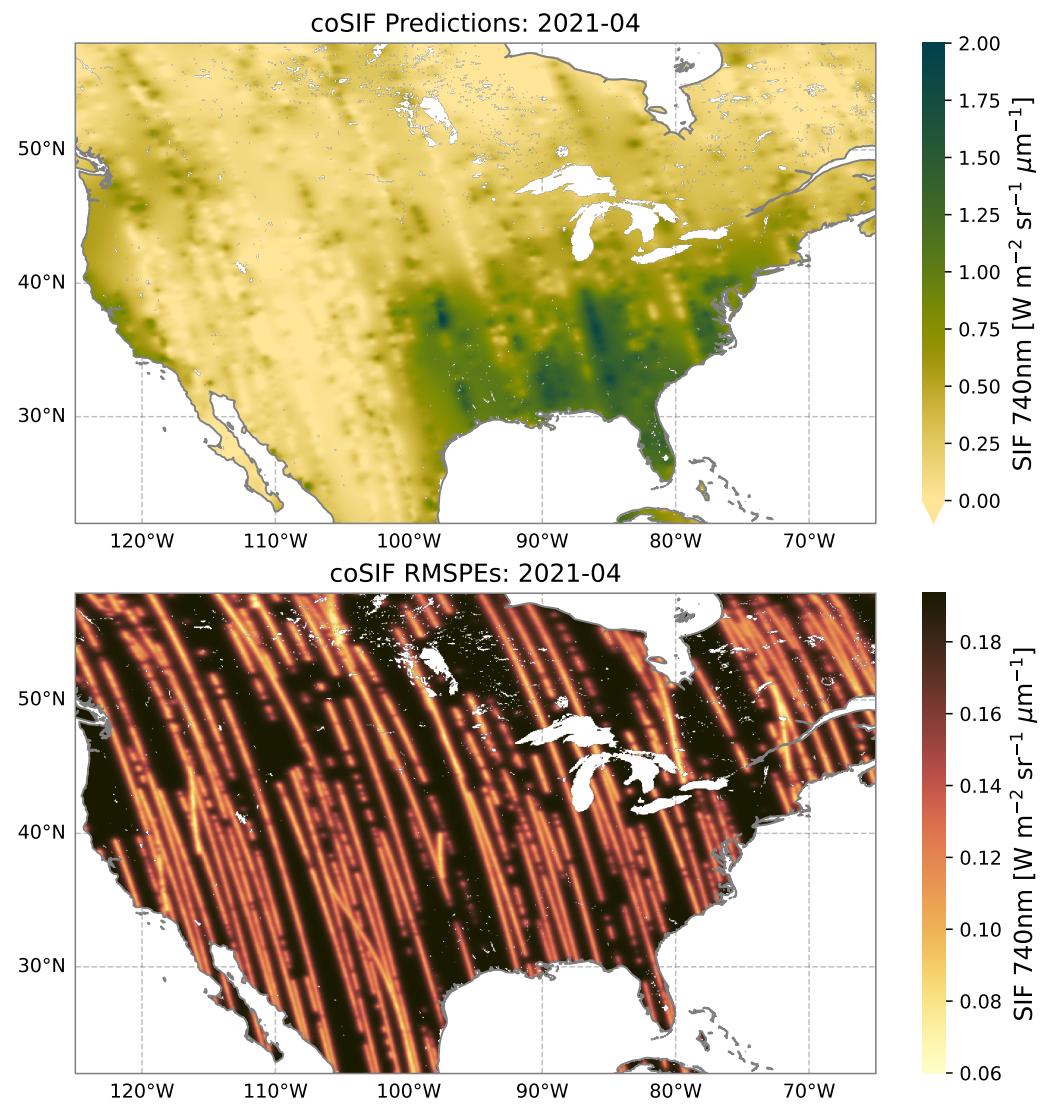 coSIF Predictions: 2021-04
50°N
40°N
30°N
120°W 110°W 100°W 90°W 80°W 70°W
2.00
1.75
1.50
1.25
1.00
0.75
0.50
0.25
0.00
SIF 740nm [W m⁻² sr⁻¹ μm⁻¹]
coSIF RMSPEs: 2021-04
50°N
40°N
30°N
120°W 110°W 100°W 90°W 80°W 70°W
0.18
0.16
0.14
0.12
0.10
0.08
0.06
SIF 740nm [W m⁻² sr⁻¹ μm⁻¹]